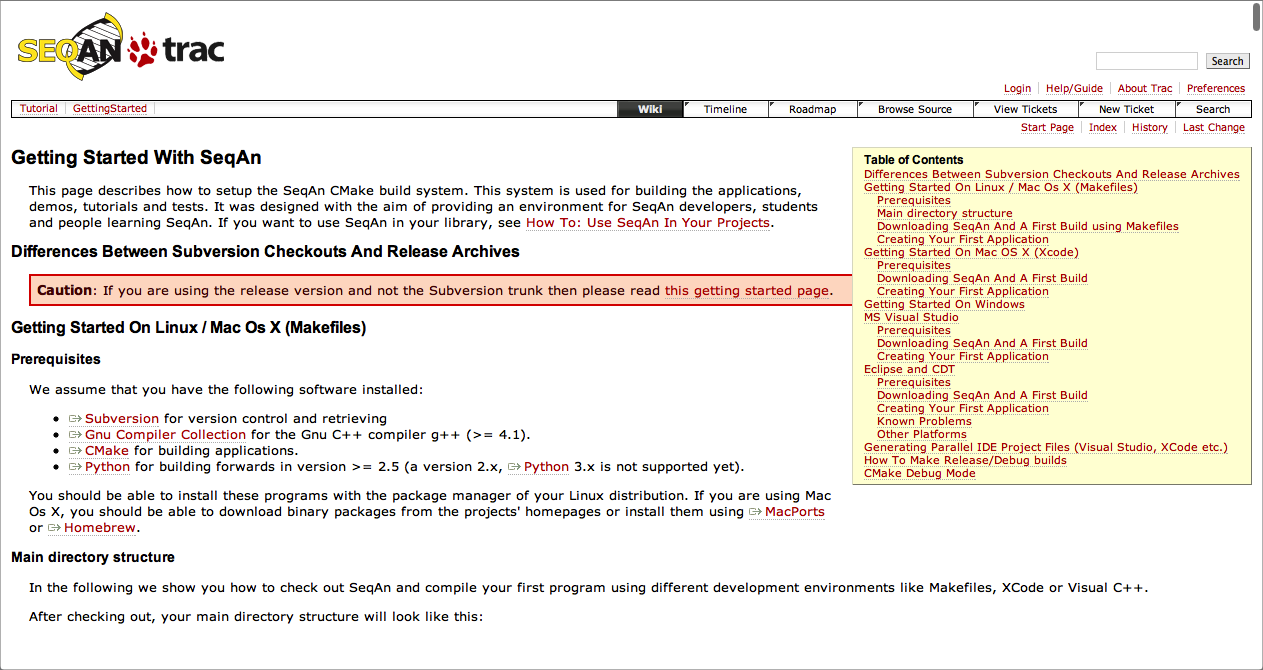 SEQAN trac
Search
Login Help/Guide About Trac Preferences
Tutorial GettingStarted Wiki Timeline Roadmap Browse Source View Tickets New Ticket Search
Start Page Index History Last Change
Getting Started With SeqAn
This page describes how to setup the SeqAn CMake build system. This system is used for building the applications,
demos, tutorials and tests. It was designed with the aim of providing an environment for SeqAn developers, students
and people learning SeqAn. If you want to use SeqAn in your library, see How To: Use SeqAn In Your Projects.
Differences Between Subversion Checkouts And Release Archives
Caution: If you are using the release version and not the Subversion trunk then please read this getting started page.
Getting Started On Linux / Mac Os X (Makefiles)
Prerequisites
We assume that you have the following software installed:
• Subversion for version control and retrieving
• Gnu Compiler Collection for the Gnu C++ compiler g++ (>= 4.1).
• CMake for building applications.
• Python for building forwards in version >= 2.5 (a version 2.x, Python 3.x is not supported yet).
You should be able to install these programs with the package manager of your Linux distribution. If you are using Mac
Os X, you should be able to download binary packages from the projects' homepages or install them using MacPorts
or Homebrew.
Main directory structure
In the following we show you how to check out SeqAn and compile your first program using different development environments like Makefiles, XCode or Visual C++.
After checking out, your main directory structure will look like this:
Table of Contents
Differences Between Subversion Checkouts And Release Archives
Getting Started On Linux / Mac Os X (Makefiles)
Prerequisites
Main directory structure
Downloading SeqAn And A First Build using Makefiles
Creating Your First Application
Getting Started On Mac OS X (Xcode)
Prerequisites
Downloading SeqAn And A First Build
Creating Your First Application
Getting Started On Windows
MS Visual Studio
Prerequisites
Downloading SeqAn And A First Build
Creating Your First Application
Eclipse and CDT
Prerequisites
Downloading SeqAn And A First Build
Creating Your First Application
Known Problems
Other Platforms
Generating Parallel IDE Project Files (Visual Studio, XCode etc.)
How To Make Release/Debug builds
CMake Debug Mode